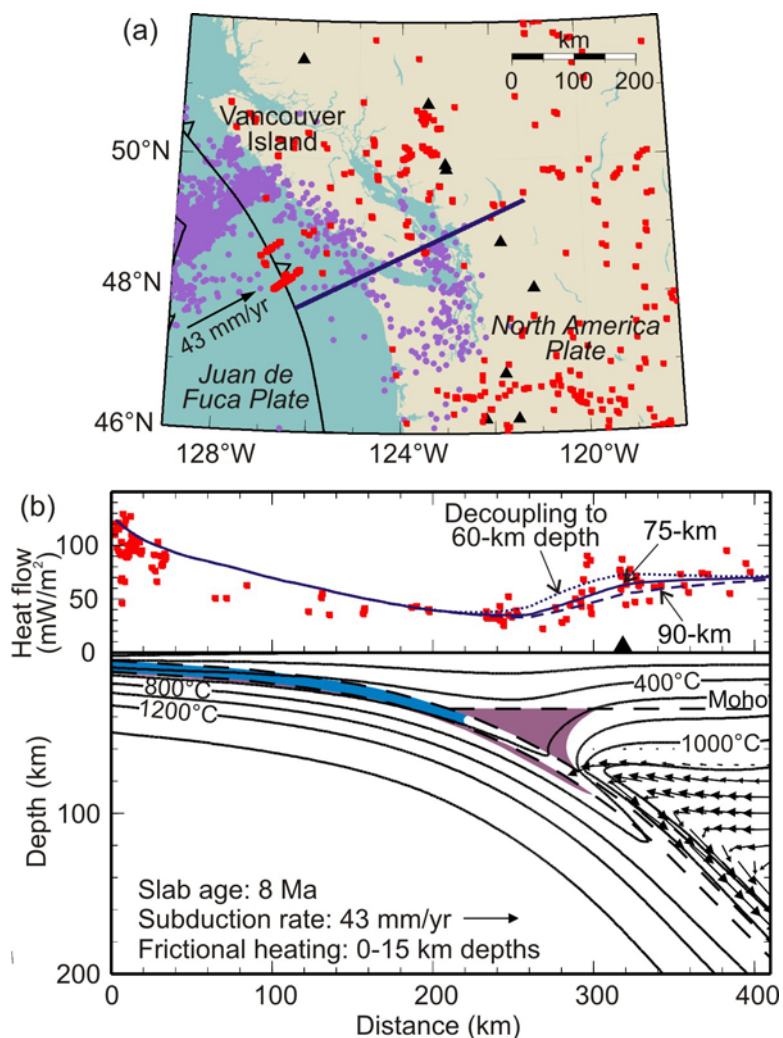 (a)
km
0 100 200
Vancouver
Island
50°N
48°N
46°N
43 mm/yr
North America
Plate
Juan de
Fuca Plate
128°W 124°W 120°W
(b)
Decoupling to
60-km depth
75-km
90-km
Heat flow
(mW/m²)
100
50
0
800°C
1200°C
400°C
Moho
1000°C
Depth (km)
100
200
Slab age: 8 Ma
Subduction rate: 43 mm/yr
Frictional heating: 0-15 km depths
0 100 200 300 400
Distance (km)